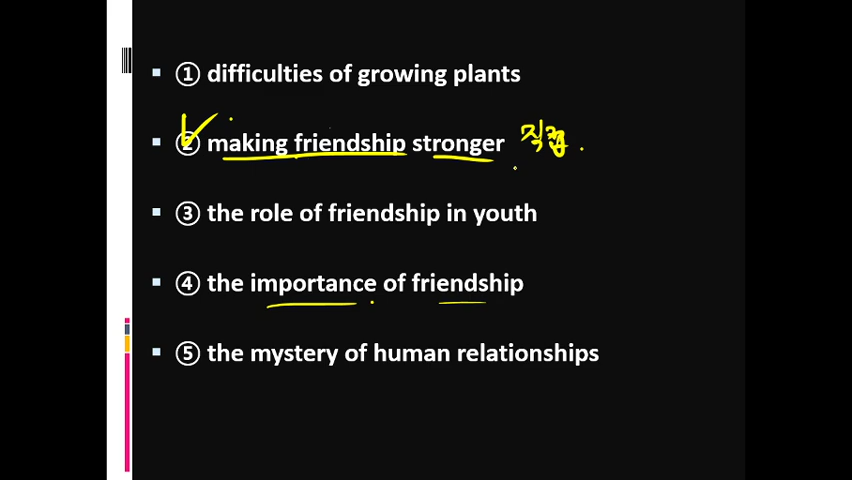 ① difficulties of growing plants
② making friendship stronger 직접
③ the role of friendship in youth
④ the importance of friendship
⑤ the mystery of human relationships